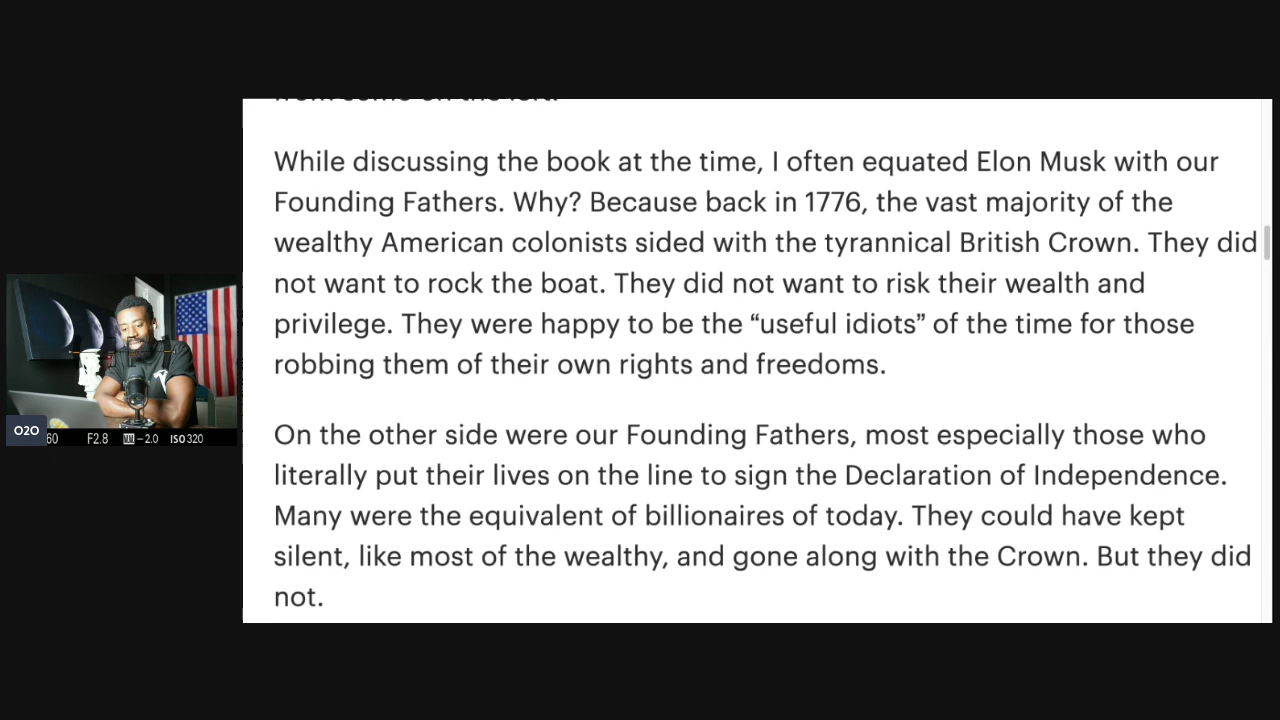 While discussing the book at the time, I often equated Elon Musk with our
Founding Fathers. Why? Because back in 1776, the vast majority of the
wealthy American colonists sided with the tyrannical British Crown. They did
not want to rock the boat. They did not want to risk their wealth and
privilege. They were happy to be the “useful idiots” of the time for those
robbing them of their own rights and freedoms.
On the other side were our Founding Fathers, most especially those who
literally put their lives on the line to sign the Declaration of Independence.
Many were the equivalent of billionaires of today. They could have kept
silent, like most of the wealthy, and gone along with the Crown. But they did
not.
O2O
60 F2.8 –2.0 ISO 320